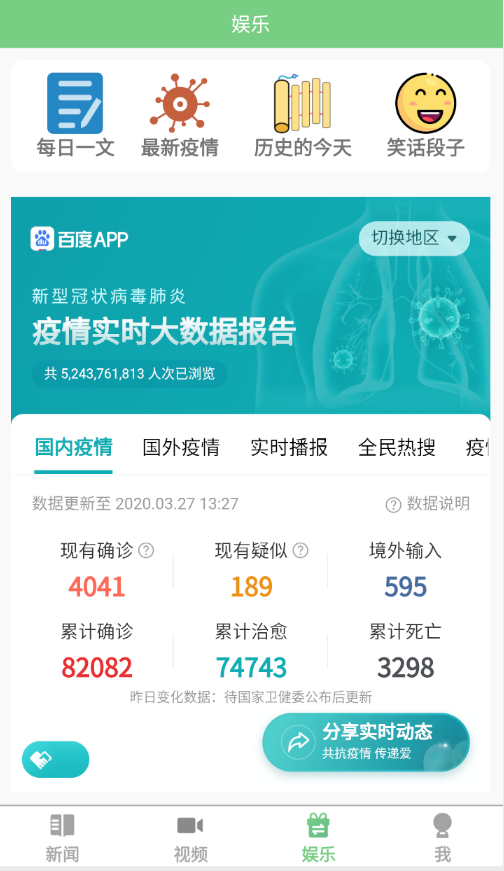 娱乐
每日一文 最新疫情 历史的今天 笑话段子
百度APP 切换地区
新型冠状病毒肺炎
疫情实时大数据报告
共 5,243,761,813 人次已浏览
国内疫情 国外疫情 实时播报 全民热搜 疫
数据更新至 2020.03.27 13:27 数据说明
现有确诊 现有疑似 境外输入
4041 189 595
累计确诊 累计治愈 累计死亡
82082 74743 3298
昨日变化数据：待国家卫健委公布后更新
分享实时动态
共抗疫情 传递爱
新闻 视频 娱乐 我